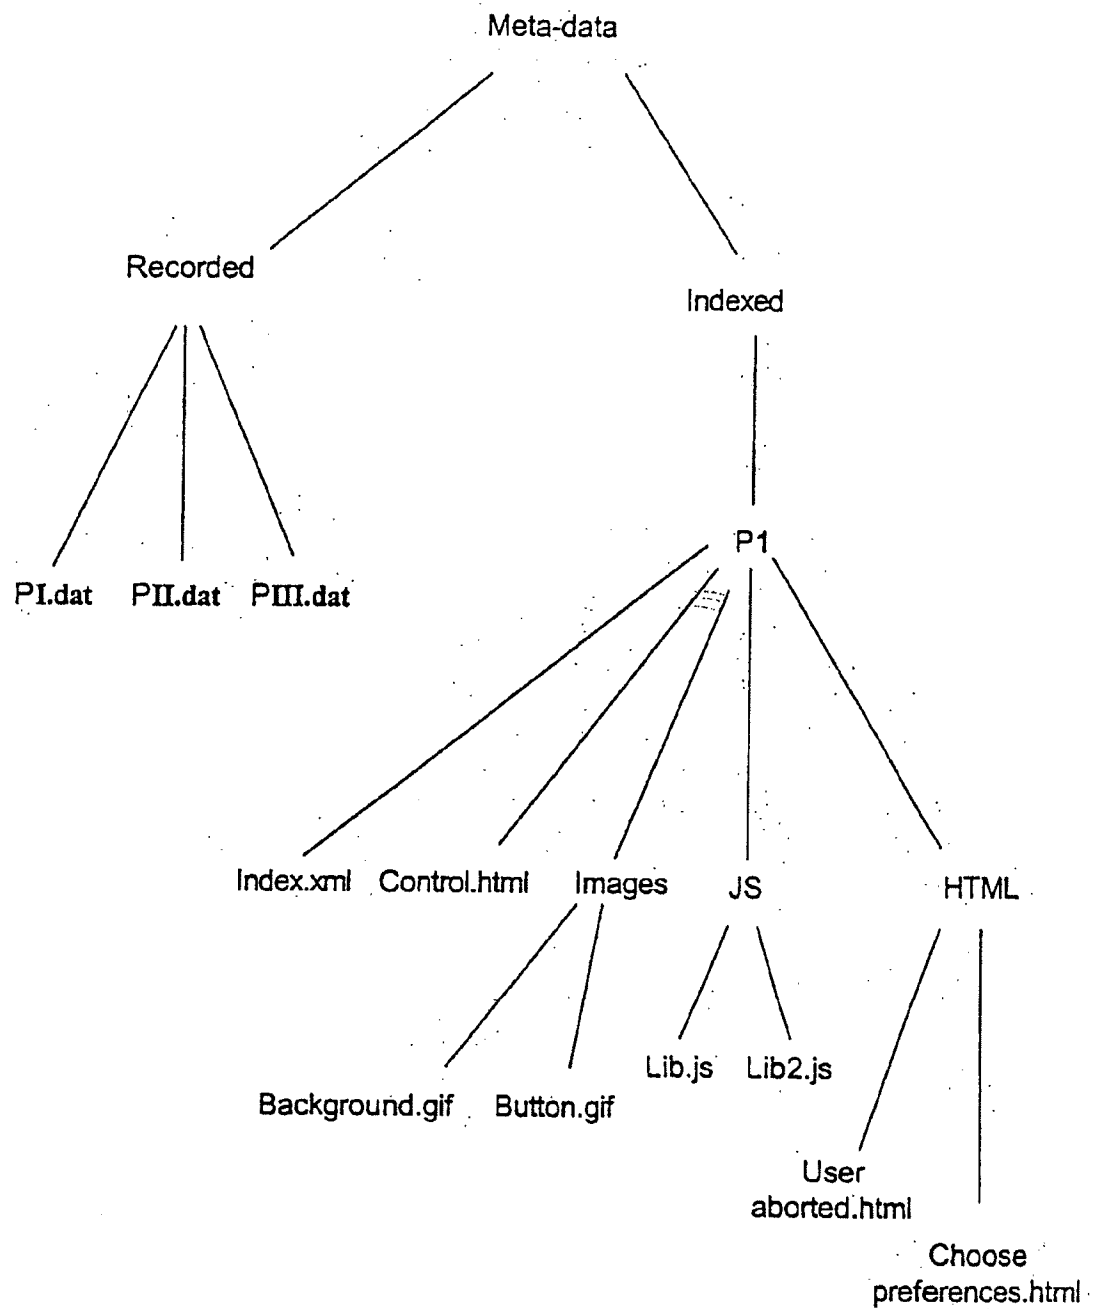 Meta-data
Recorded
Indexed
P1
PI.dat PII.dat PIII.dat
Index.xml Control.html Images JS HTML
Lib.js Lib2.js
Background.gif Button.gif
User
aborted.html
Choose
preferences.html